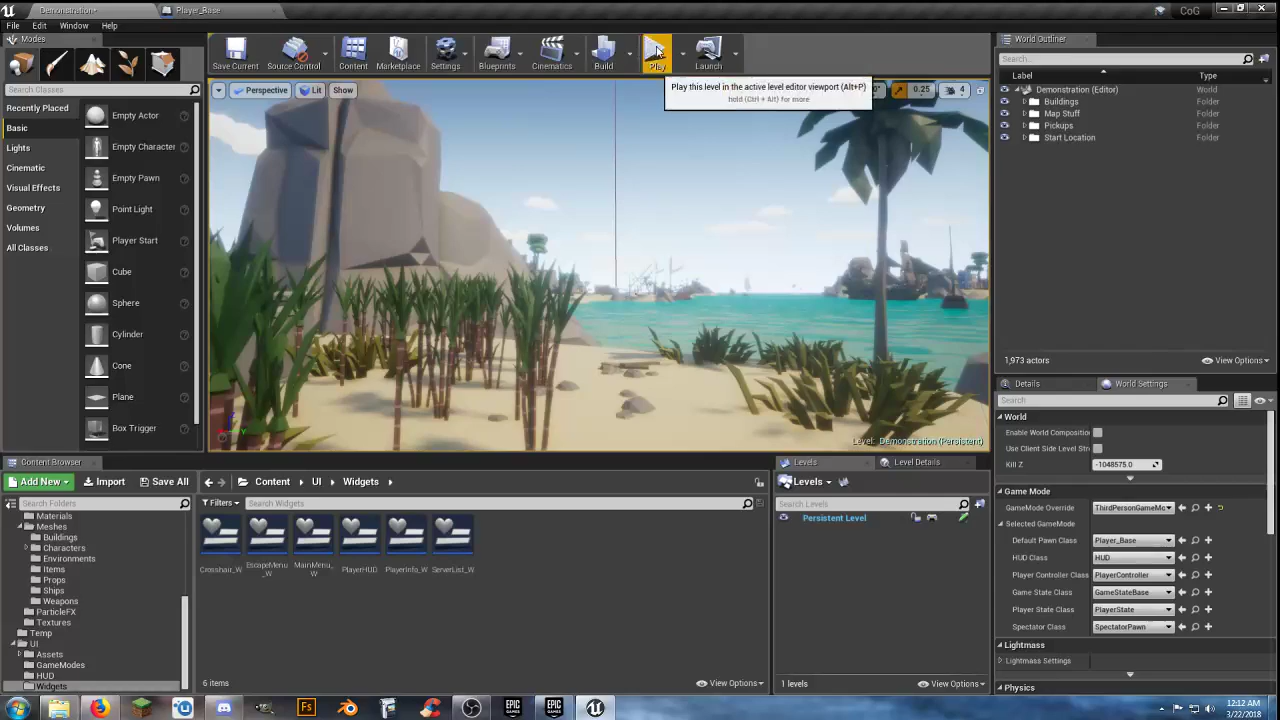 Demonstration*
Player_Base
CoG
File
Edit
Window
Help
Modes
Search Classes
Recently Placed
Basic
Lights
Cinematic
Visual Effects
Geometry
Volumes
All Classes
Empty Actor
Empty Character
Empty Pawn
Point Light
Player Start
Cube
Sphere
Cylinder
Cone
Plane
Box Trigger
Save Current
Source Control
Content
Marketplace
Settings
Blueprints
Cinematics
Build
Play
Launch
Perspective
Lit
Show
Play this level in the active level editor viewport (Alt+P)
hold (Ctrl + Alt) for more
0.25
4
Level: Demonstration (Persistent)
World Outliner
Search...
Label
Type
Demonstration (Editor)
World
Buildings
Folder
Map Stuff
Folder
Pickups
Folder
Start Location
Folder
1,973 actors
View Options
Details
World Settings
Search
World
Enable World Compositio
Use Client Side Level Stre
Kill Z
-1048575.0
Game Mode
GameMode Override
ThirdPersonGameMc
Selected GameMode
Default Pawn Class
Player_Base
HUD Class
HUD
Player Controller Class
PlayerController
Game State Class
GameStateBase
Player State Class
PlayerState
Spectator Class
SpectatorPawn
Lightmass
Lightmass Settings
Physics
Content Browser
Add New
Import
Save All
Content
UI
Widgets
Search Folders
Materials
Meshes
Buildings
Characters
Environments
Items
Props
Ships
Weapons
ParticleFX
Textures
Temp
UI
Assets
GameModes
HUD
Widgets
Filters
Search Widgets
Crosshair_W
EscapeMenu_W
MainMenu_W
PlayerHUD
PlayerInfo_W
ServerList_W
6 items
View Options
Levels
Level Details
Levels
Search Levels
Persistent Level
1 levels
View Options
Fs
EPIC GAMES
EPIC GAMES
12:12 AM
3/22/2018